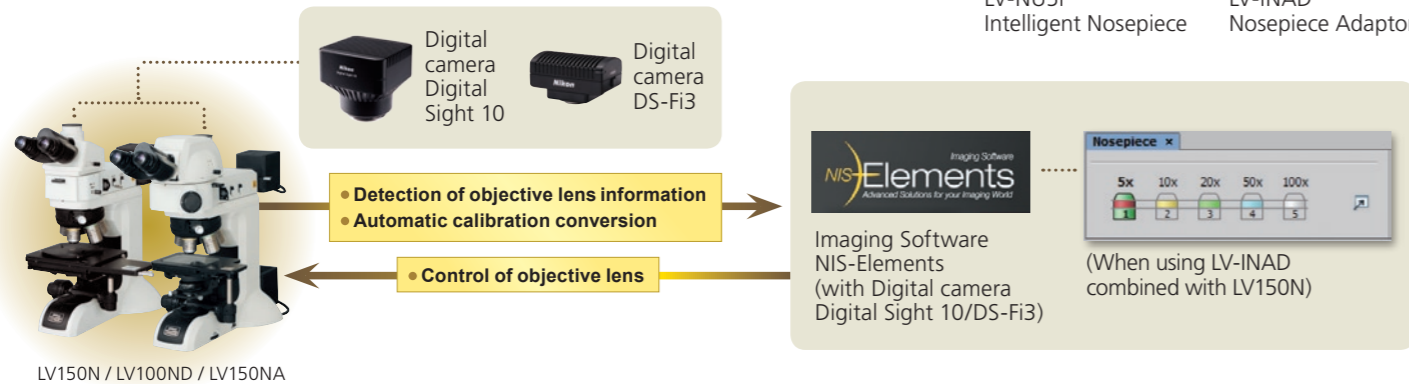 Intelligent Nosepiece
Nosepiece Adaptor
Digital
camera
Digital
Sight 10
Digital
camera
DS-Fi3
Nikon
Nikon
• Detection of objective lens information
• Automatic calibration conversion
• Control of objective lens
Imaging Software
NIS-Elements
Advanced Solutions for your Imaging World
Imaging Software
NIS-Elements
(with Digital camera
Digital Sight 10/DS-Fi3)
Nosepiece ×
5x 10x 20x 50x 100x
1 2 3 4 5
(When using LV-INAD
combined with LV150N)
LV150N / LV100ND / LV150NA